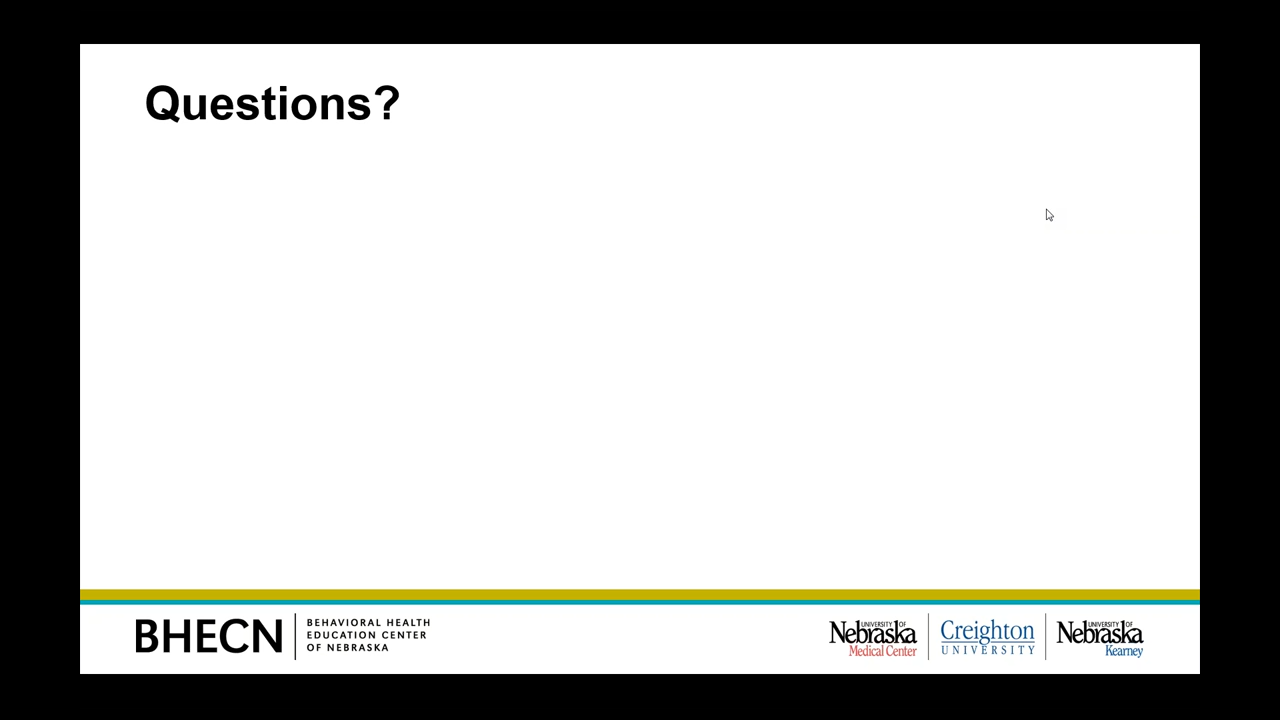 Questions?
BHECN
BEHAVIORAL HEALTH
EDUCATION CENTER
OF NEBRASKA
UNIVERSITY OF
Nebraska
Medical Center
Creighton
UNIVERSITY
UNIVERSITY OF
Nebraska
Kearney